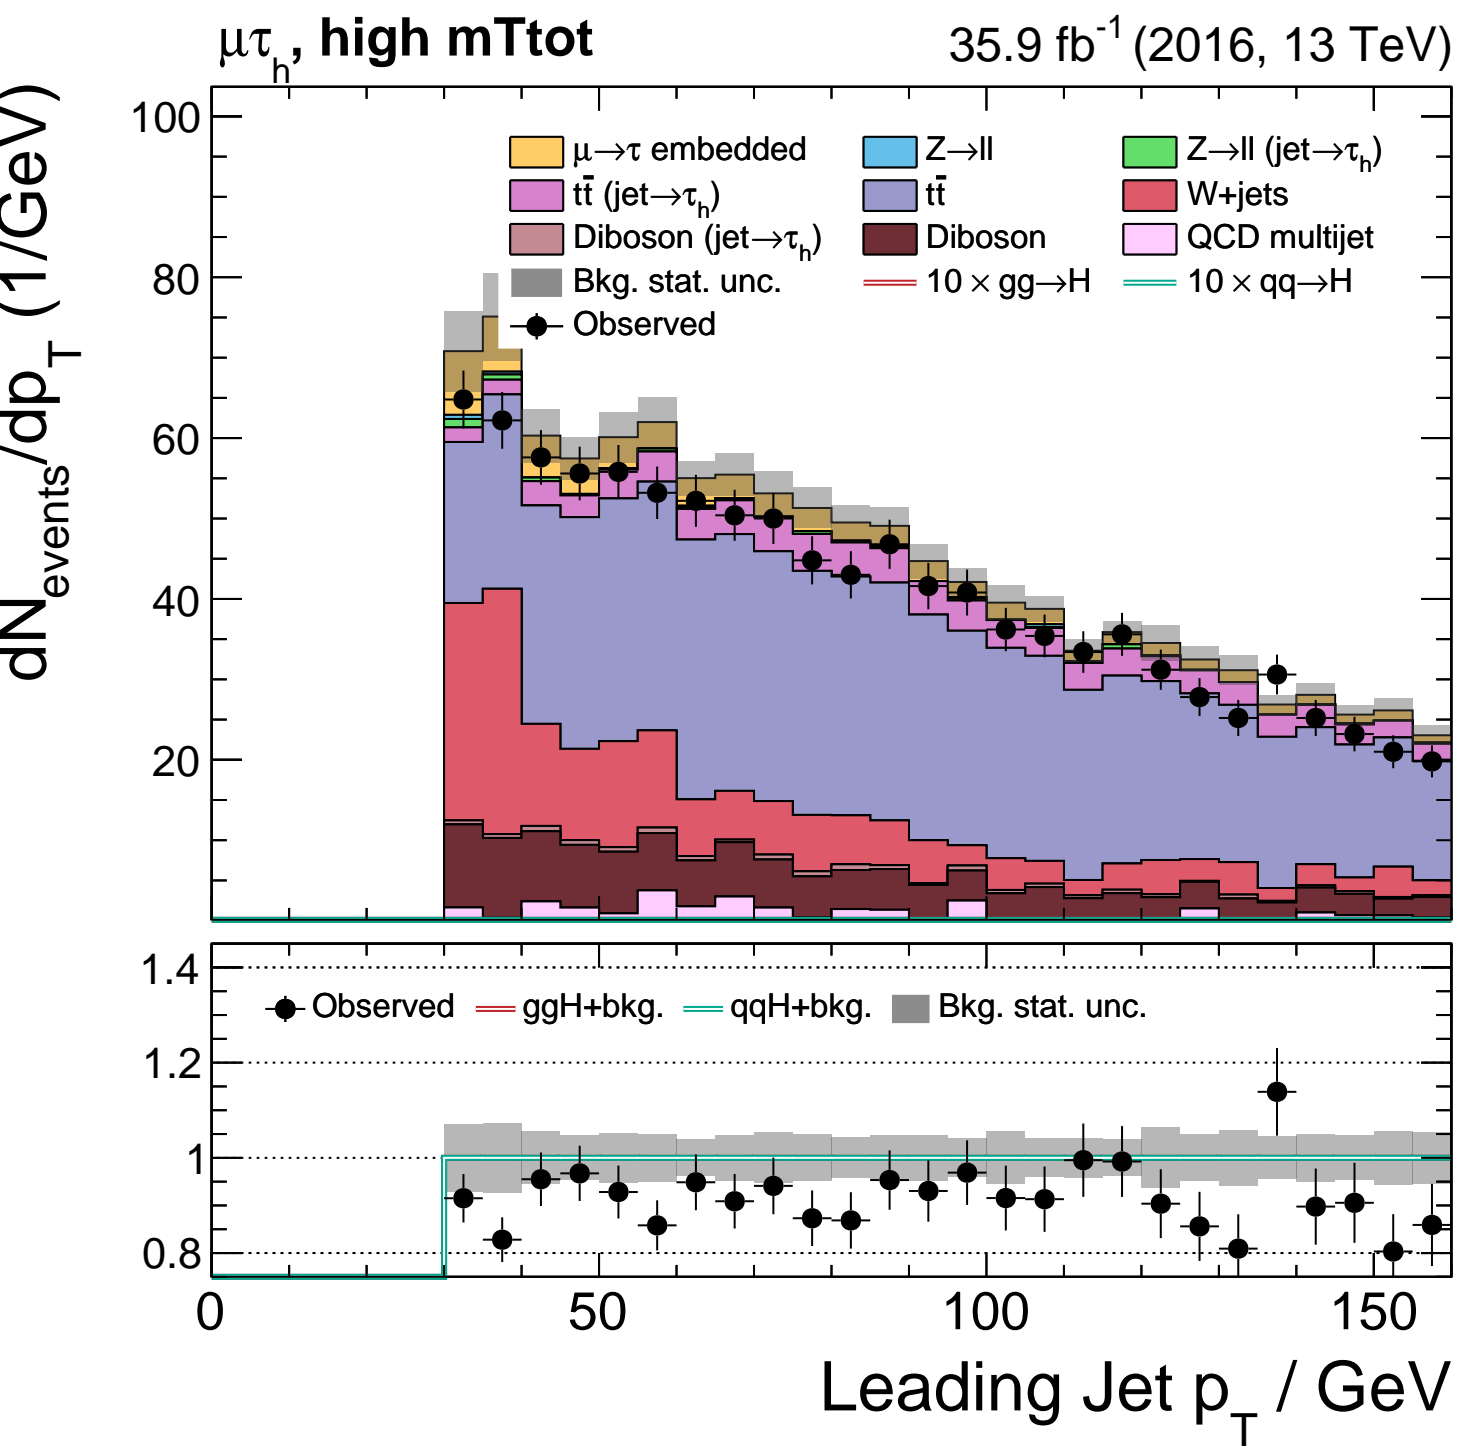 μτh, high mTtot
35.9 fb-1 (2016, 13 TeV)
dNevents/dpT (1/GeV)
100
80
60
40
20
μ→τ embedded
Z→ll
Z→ll (jet→τh)
tt̄ (jet→τh)
tt̄
W+jets
Diboson (jet→τh)
Diboson
QCD multijet
Bkg. stat. unc.
10 × gg→H
10 × qq→H
Observed
1.4
1.2
1
0.8
Observed
ggH+bkg.
qqH+bkg.
Bkg. stat. unc.
0
50
100
150
Leading Jet pT / GeV